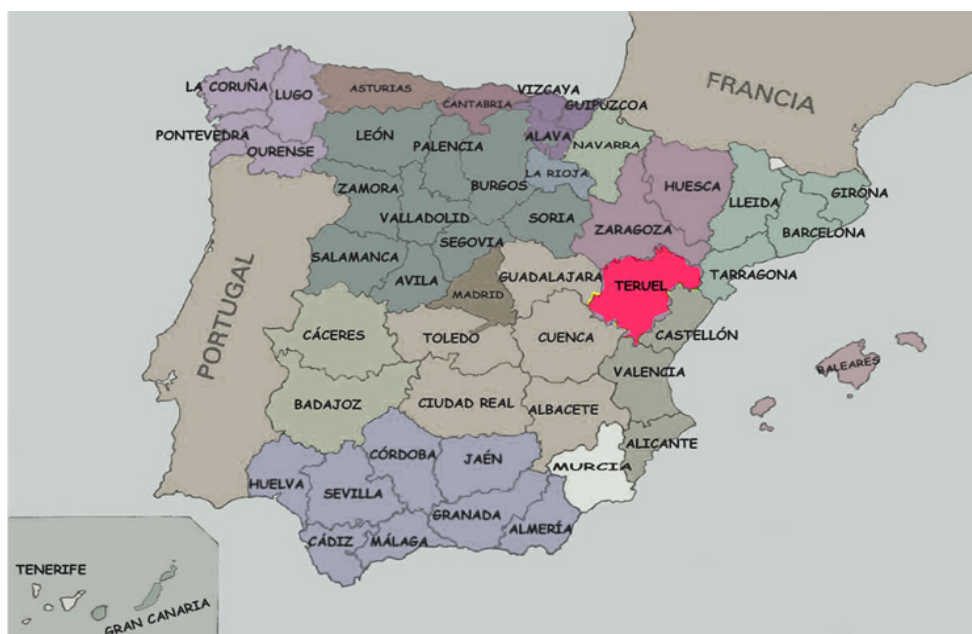 FRANCIA
LA CORUÑA
LUGO
ASTURIAS
CANTABRIA
VIZCAYA
GUIPUZCOA
PONTEVEDRA
OURENSE
LEÓN
PALENCIA
ALAVA
NAVARRA
LA RIOJA
BURGOS
HUESCA
LLEIDA
GIRONA
ZAMORA
VALLADOLID
SORIA
ZARAGOZA
BARCELONA
SEGOVIA
SALAMANCA
AVILA
MADRID
GUADALAJARA
TERUEL
TARRAGONA
PORTUGAL
CÁCERES
TOLEDO
CUENCA
CASTELLÓN
VALENCIA
BALEARES
BADAJOZ
CIUDAD REAL
ALBACETE
ALICANTE
CÓRDOBA
JAÉN
MURCIA
HUELVA
SEVILLA
GRANADA
ALMERÍA
CÁDIZ
MÁLAGA
TENERIFE
GRAN CANARIA